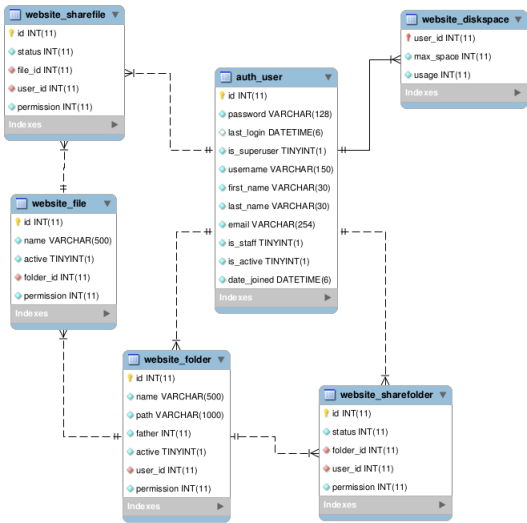 website_sharefile
id INT(11)
status INT(11)
file_id INT(11)
user_id INT(11)
permission INT(11)
Indexes
website_diskspace
user_id INT(11)
max_space INT(11)
usage INT(11)
Indexes
auth_user
id INT(11)
password VARCHAR(128)
last_login DATETIME(6)
is_superuser TINYINT(1)
username VARCHAR(150)
first_name VARCHAR(30)
last_name VARCHAR(30)
email VARCHAR(254)
is_staff TINYINT(1)
is_active TINYINT(1)
date_joined DATETIME(6)
Indexes
website_file
id INT(11)
name VARCHAR(500)
active TINYINT(1)
folder_id INT(11)
permission INT(11)
Indexes
website_folder
id INT(11)
name VARCHAR(500)
path VARCHAR(1000)
father INT(11)
active TINYINT(1)
user_id INT(11)
permission INT(11)
Indexes
website_sharefolder
id INT(11)
status INT(11)
folder_id INT(11)
user_id INT(11)
permission INT(11)
Indexes